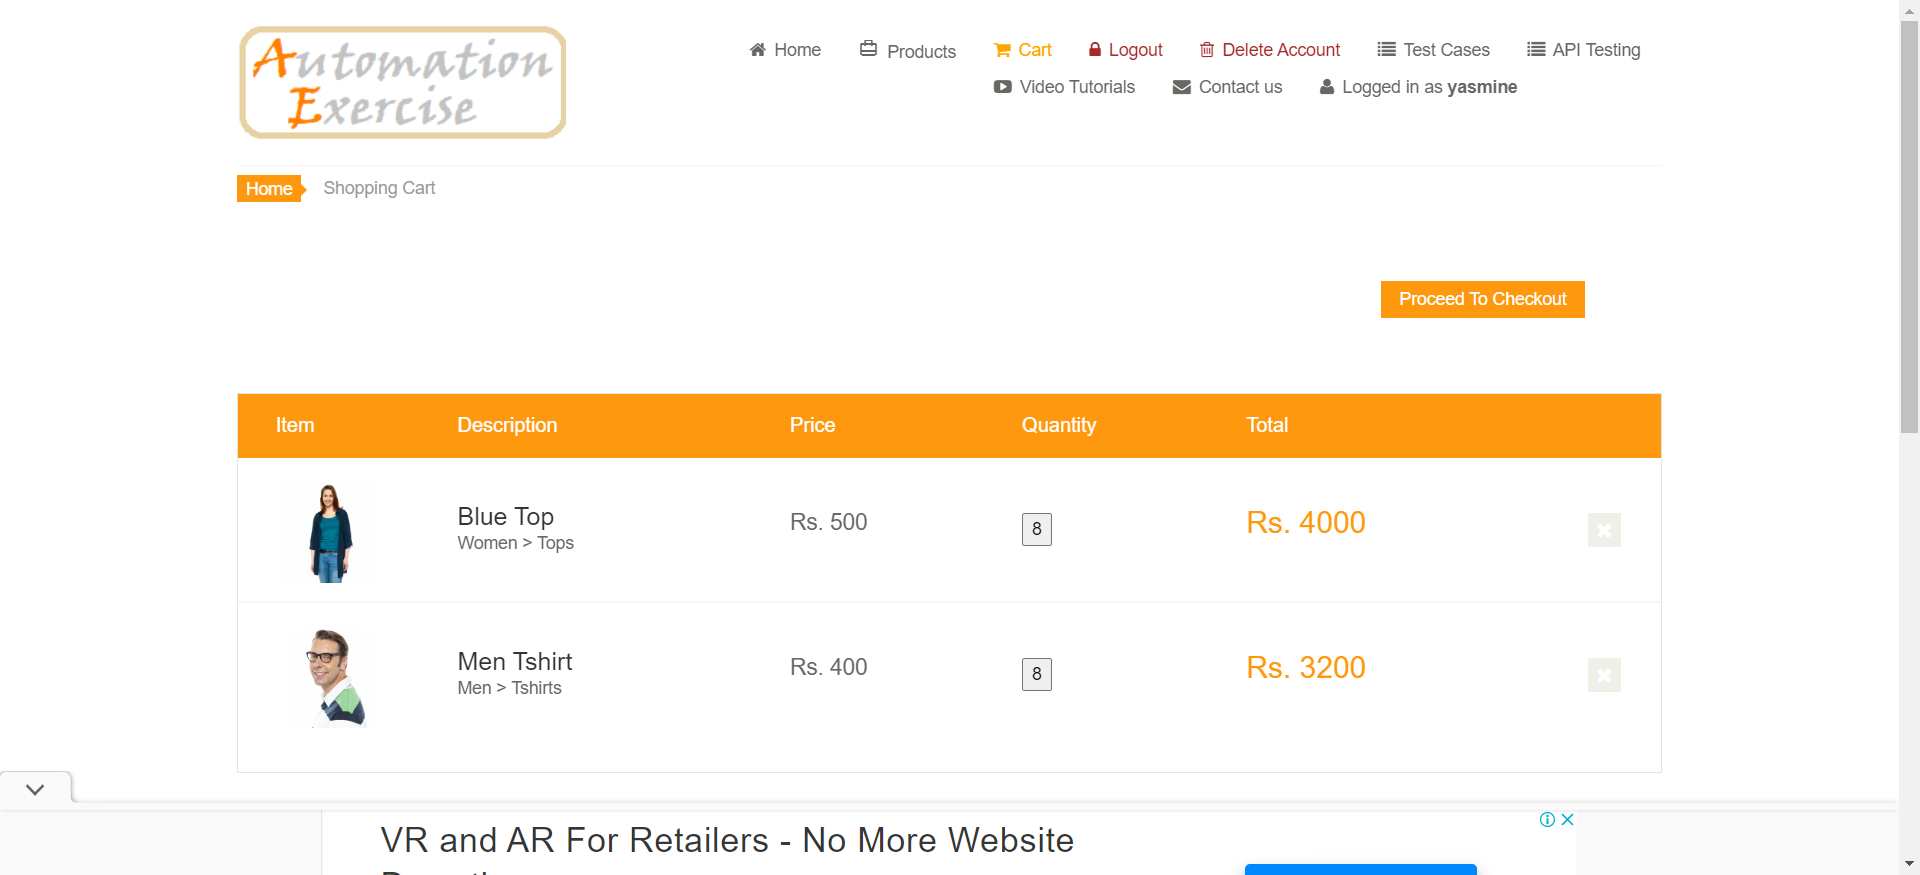 Automation
Exercise
Home Products Cart Logout Delete Account Test Cases API Testing
Video Tutorials Contact us Logged in as yasmine
Home Shopping Cart
Proceed To Checkout
Item Description Price Quantity Total
Blue Top Rs. 500 8 Rs. 4000
Women > Tops
Men Tshirt Rs. 400 8 Rs. 3200
Men > Tshirts
VR and AR For Retailers - No More Website